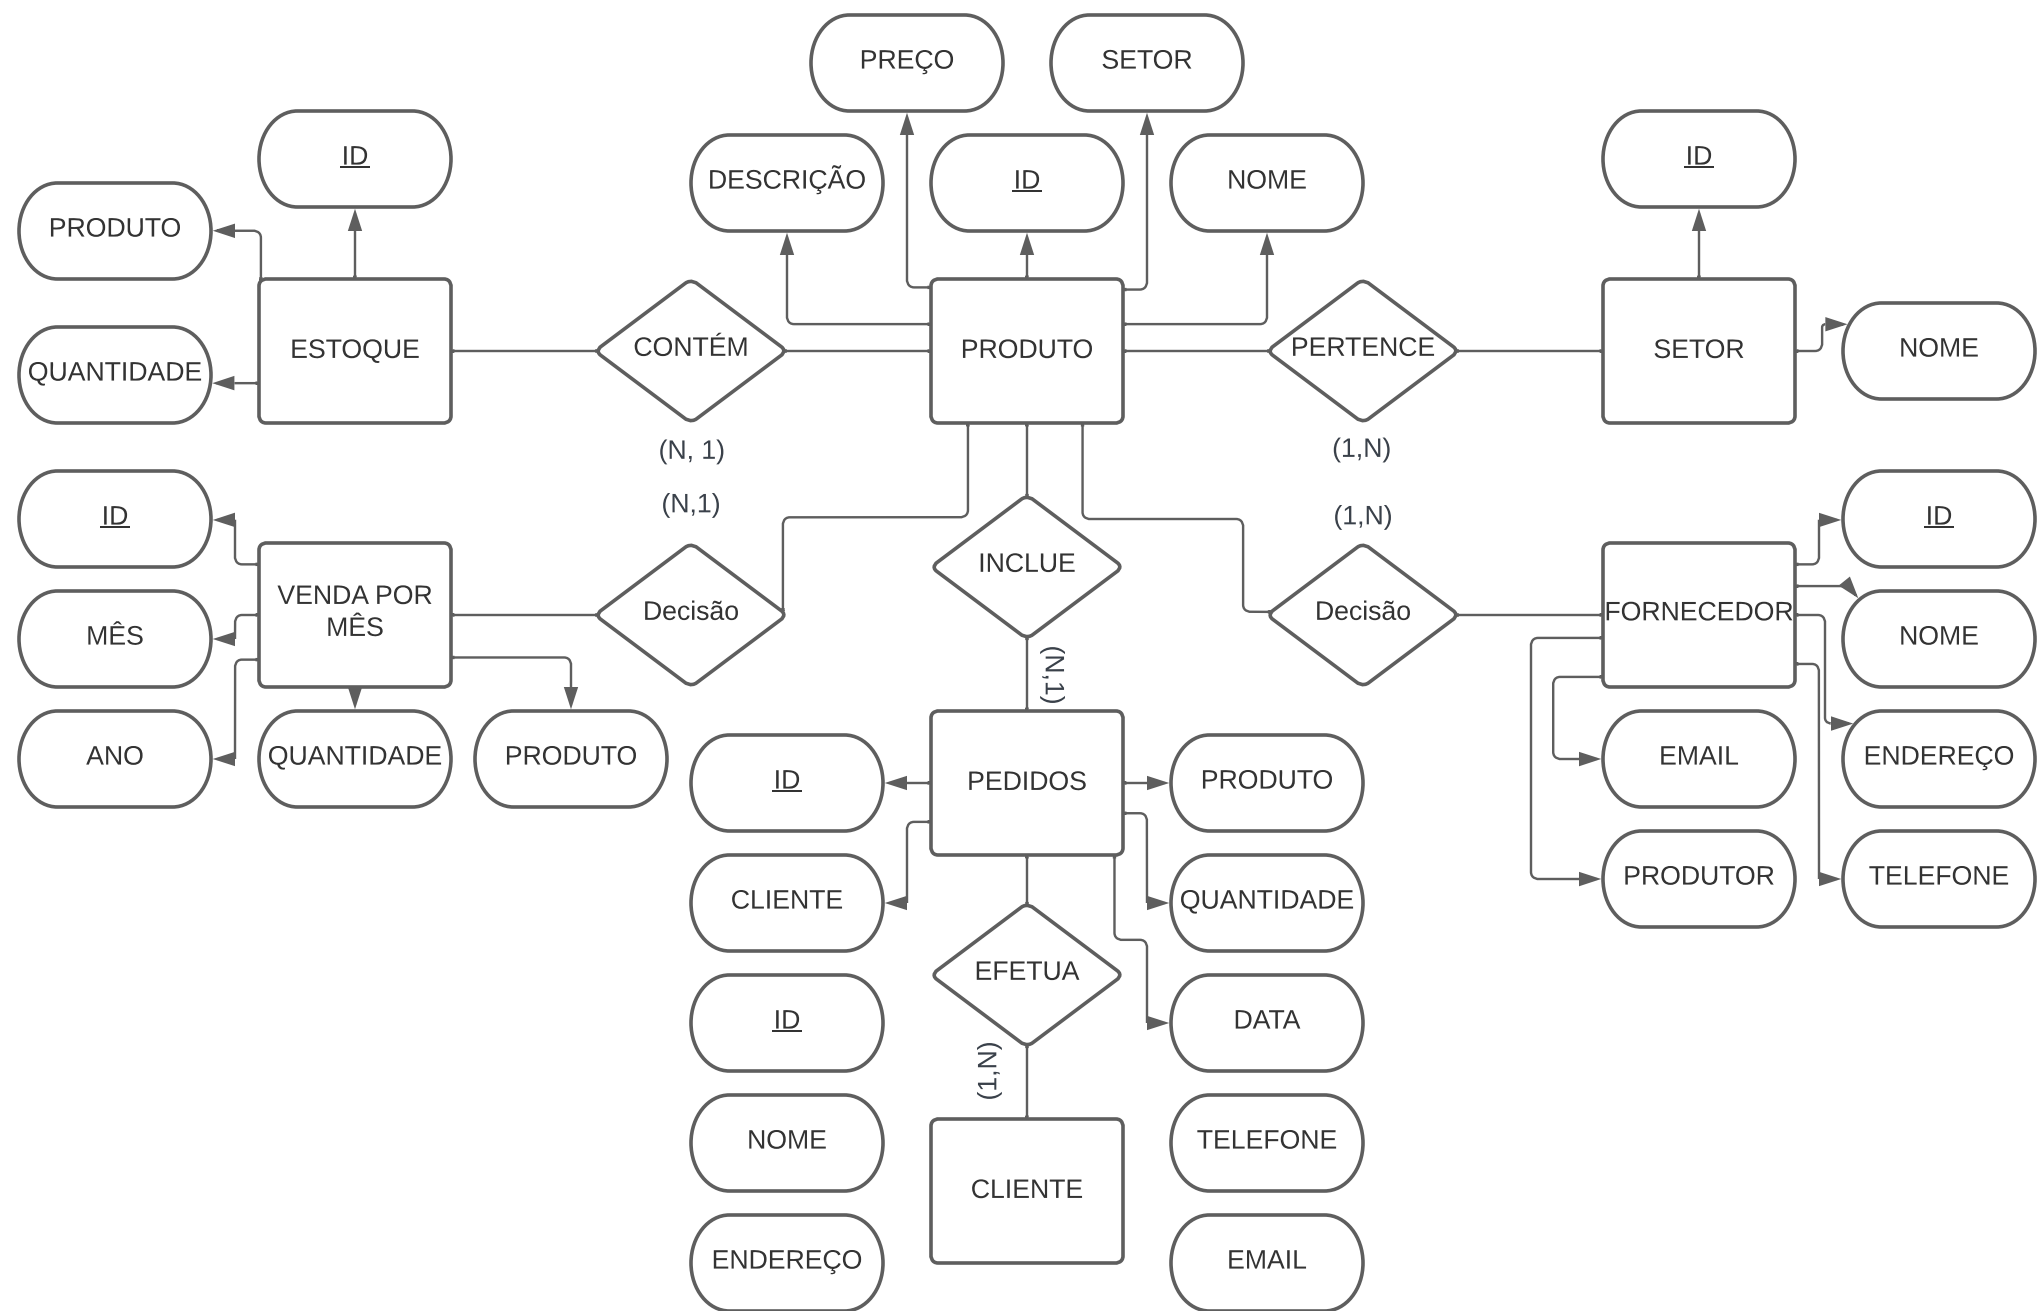 PREÇO
SETOR
ID
DESCRIÇÃO
ID
NOME
ID
PRODUTO
ESTOQUE
CONTÉM
PRODUTO
PERTENCE
SETOR
NOME
QUANTIDADE
(N, 1)
(1,N)
(N,1)
(1,N)
ID
ID
VENDA POR
MÊS
Decisão
INCLUE
Decisão
FORNECEDOR
MÊS
NOME
(N,1)
ANO
QUANTIDADE
PRODUTO
ID
PEDIDOS
PRODUTO
EMAIL
ENDEREÇO
CLIENTE
QUANTIDADE
PRODUTOR
TELEFONE
EFETUA
ID
DATA
(1,N)
NOME
TELEFONE
CLIENTE
ENDEREÇO
EMAIL